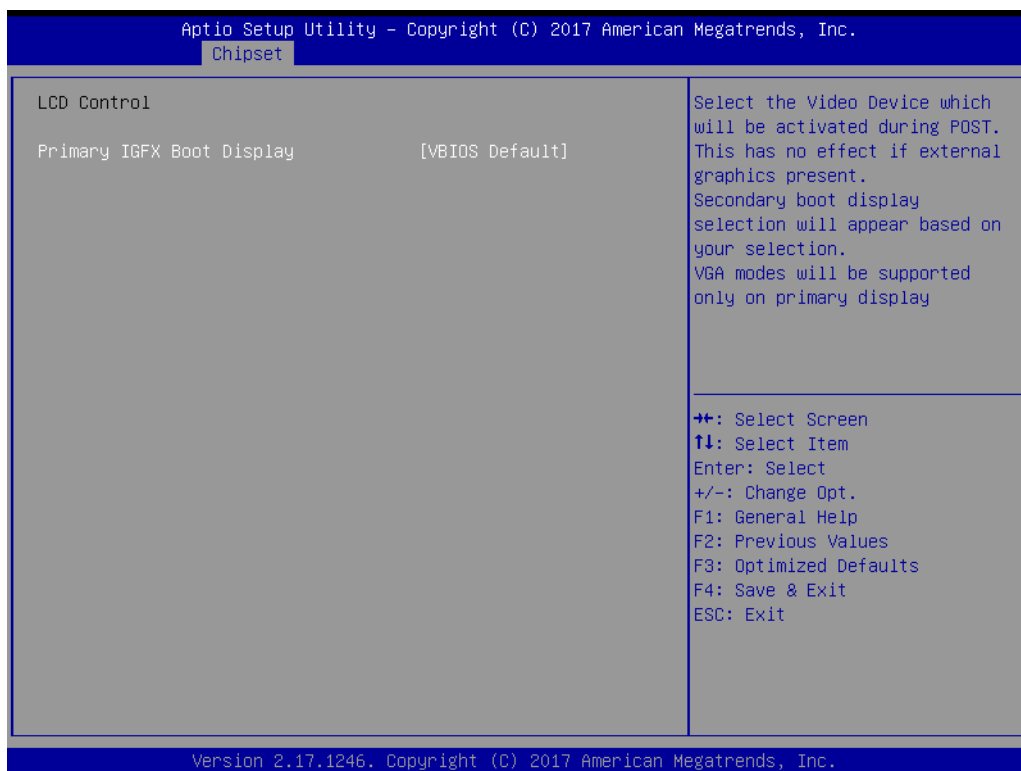 Aptio Setup Utility – Copyright (C) 2017 American Megatrends, Inc.
Chipset
LCD Control
Primary IGFX Boot Display [VBIOS Default]
Select the Video Device which
will be activated during POST.
This has no effect if external
graphics present.
Secondary boot display
selection will appear based on
your selection.
VGA modes will be supported
only on primary display
→←: Select Screen
↑↓: Select Item
Enter: Select
+/-: Change Opt.
F1: General Help
F2: Previous Values
F3: Optimized Defaults
F4: Save & Exit
ESC: Exit
Version 2.17.1246. Copyright (C) 2017 American Megatrends, Inc.